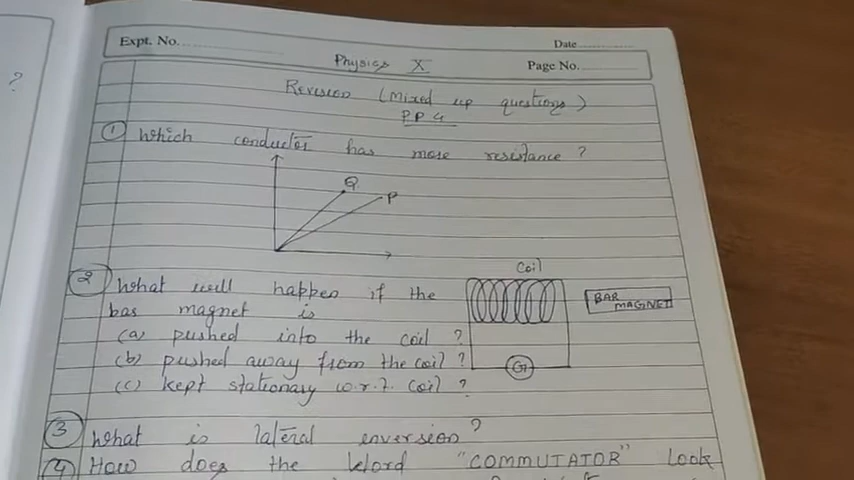 ?
Expt. No.
Date
Page No.
Physics X
Revision (Mixed up questions)
PP 4
① Which conductor has more resistance ?
Q
P
② What will happen if the
bar magnet is
(a) pushed into the coil ?
(b) pushed away from the coil ?
(c) kept stationary w.r.t. coil ?
Coil
BAR
MAGNET
G
③ What is lateral inversion ?
④ How does the word "COMMUTATOR" look